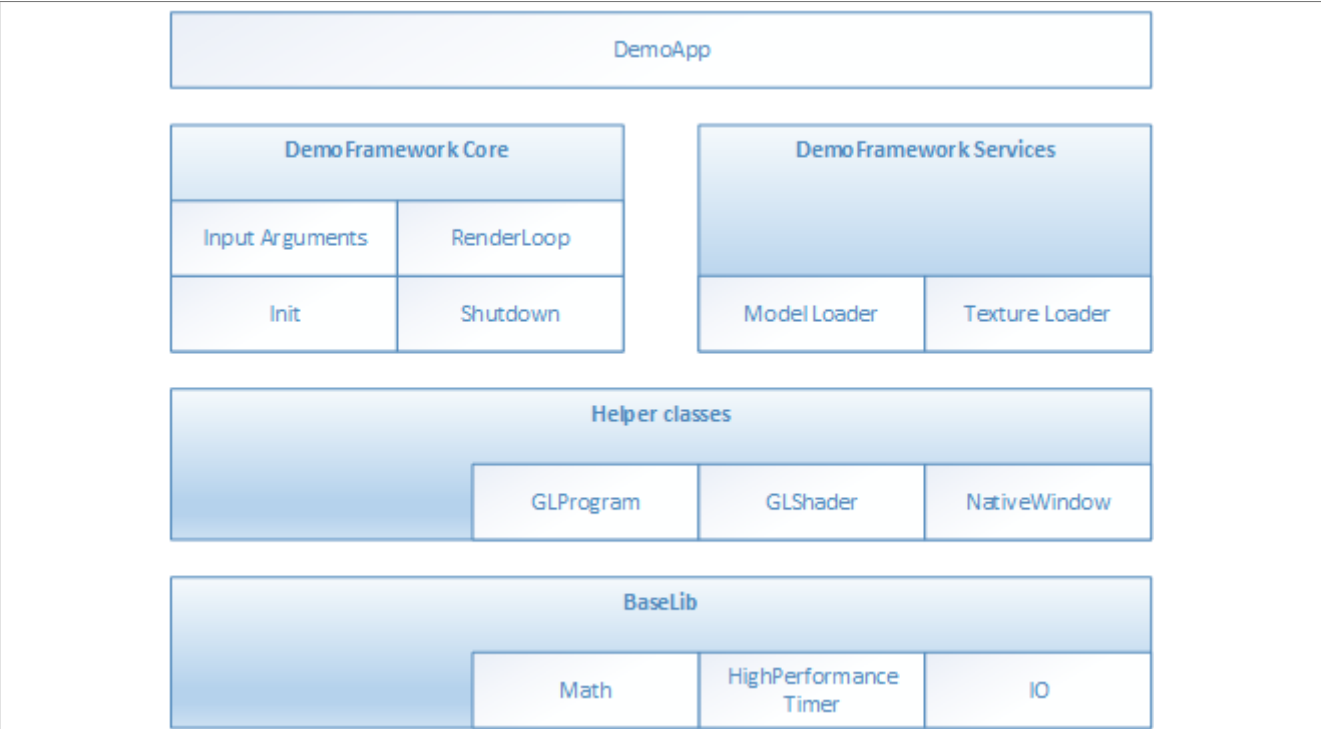 DemoApp
DemoFramework Core
Input Arguments
RenderLoop
Init
Shutdown
DemoFramework Services
Model Loader
Texture Loader
Helper classes
GLProgram
GLShader
NativeWindow
BaseLib
Math
HighPerformance
Timer
IO